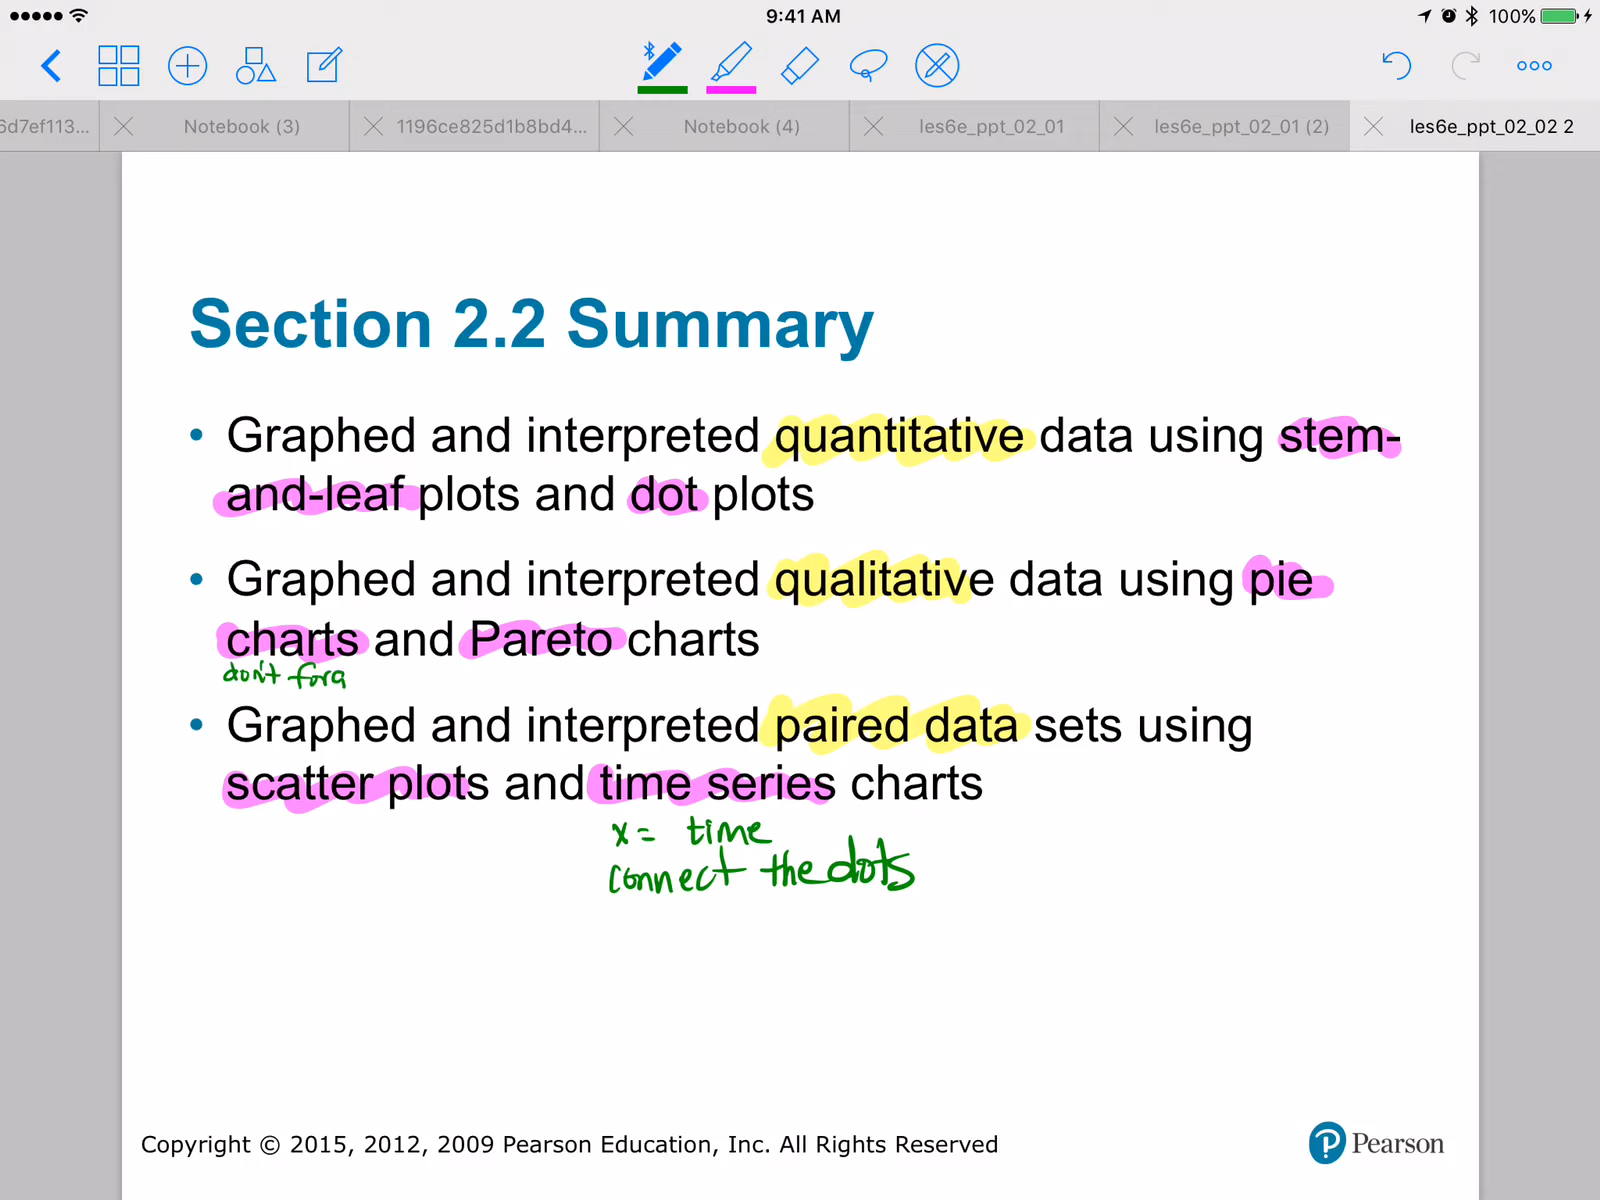 9:41 AM
100%
6d7ef113...
Notebook (3)
1196ce825d1b8bd4...
Notebook (4)
les6e_ppt_02_01
les6e_ppt_02_01 (2)
les6e_ppt_02_02 2
Section 2.2 Summary
• Graphed and interpreted quantitative data using stem-
and-leaf plots and dot plots
• Graphed and interpreted qualitative data using pie
charts and Pareto charts
don't forg
• Graphed and interpreted paired data sets using
scatter plots and time series charts
x = time
connect the dots
Copyright © 2015, 2012, 2009 Pearson Education, Inc. All Rights Reserved
Pearson